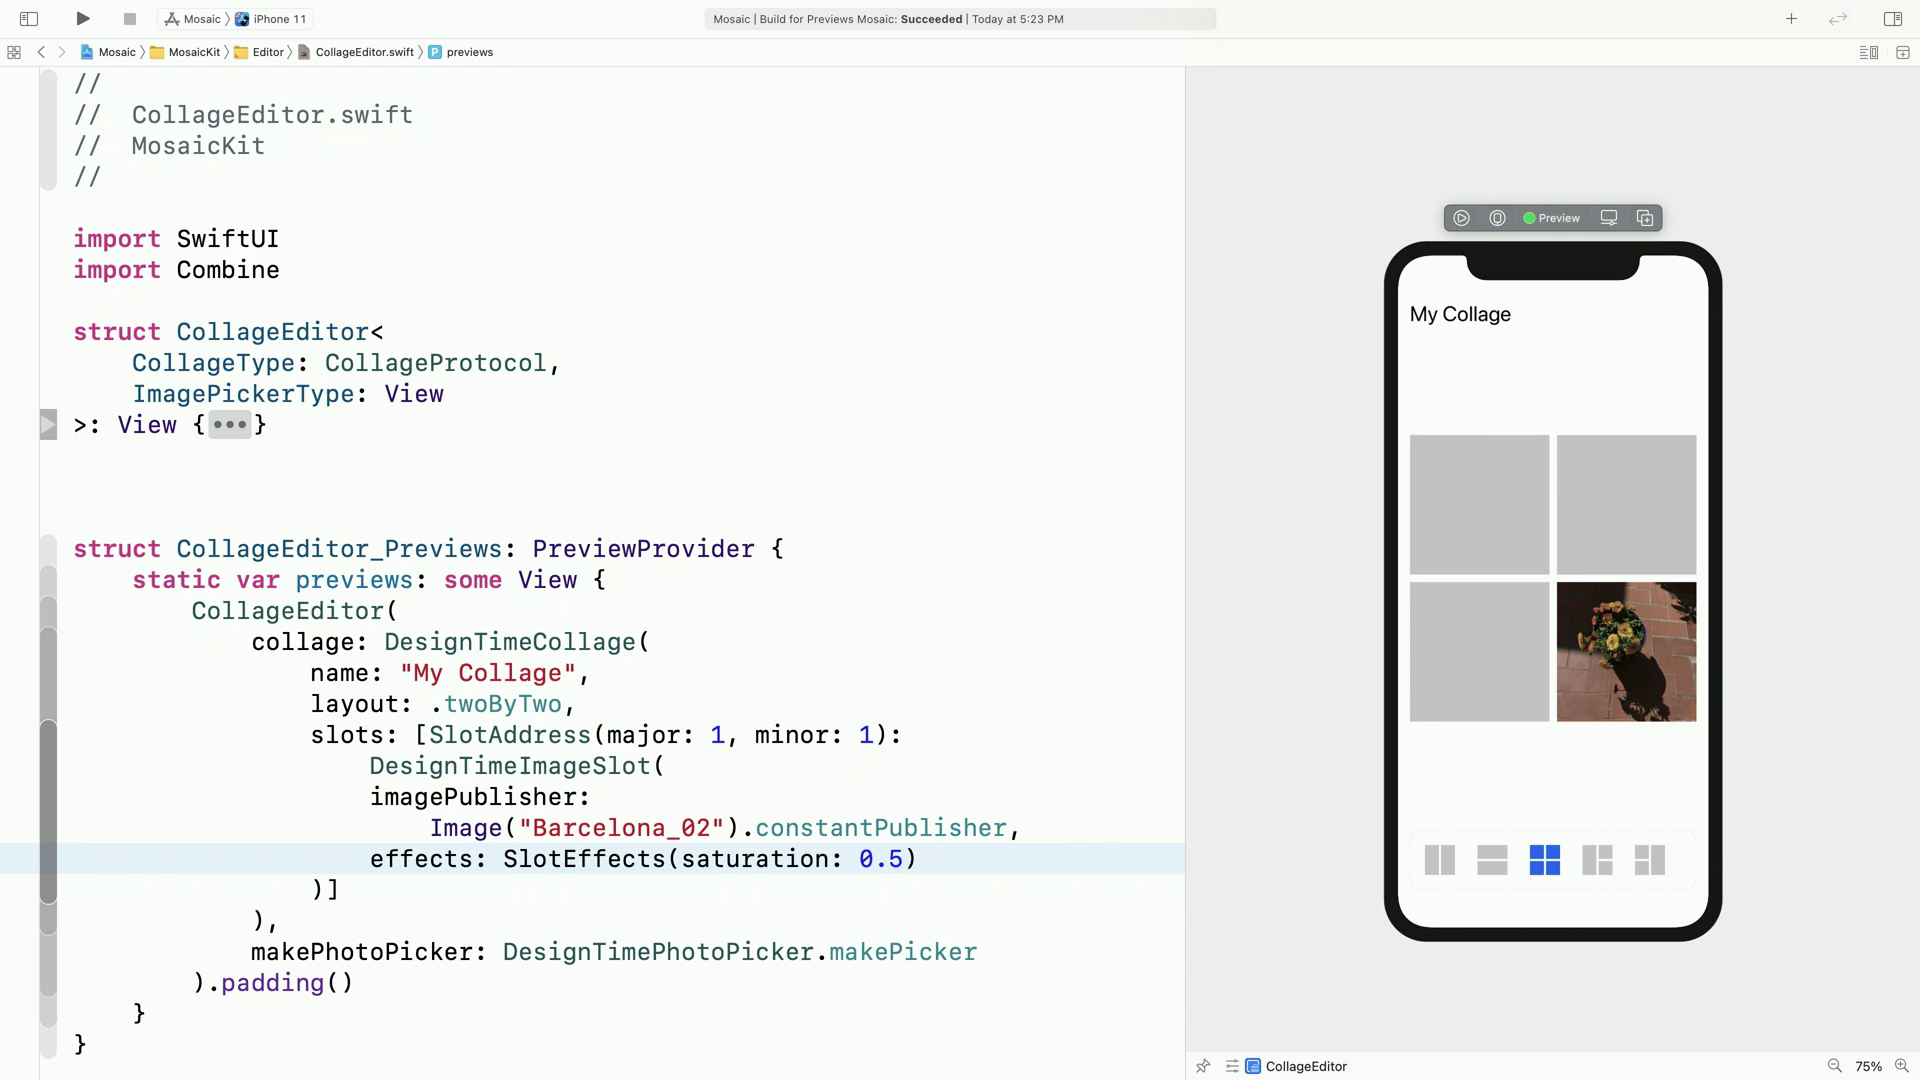 Mosaic 〉 iPhone 11
Mosaic | Build for Previews Mosaic: Succeeded | Today at 5:23 PM
Mosaic 〉 MosaicKit 〉 Editor 〉 CollageEditor.swift 〉 P previews
//
//  CollageEditor.swift
//  MosaicKit
//
import SwiftUI
import Combine
struct CollageEditor<
    CollageType: CollageProtocol,
    ImagePickerType: View
>: View {•••}
struct CollageEditor_Previews: PreviewProvider {
    static var previews: some View {
        CollageEditor(
            collage: DesignTimeCollage(
                name: "My Collage",
                layout: .twoByTwo,
                slots: [SlotAddress(major: 1, minor: 1):
                    DesignTimeImageSlot(
                    imagePublisher:
                        Image("Barcelona_02").constantPublisher,
                    effects: SlotEffects(saturation: 0.5)
                )]
            ),
            makePhotoPicker: DesignTimePhotoPicker.makePicker
        ).padding()
    }
}
Preview
My Collage
CollageEditor
75%